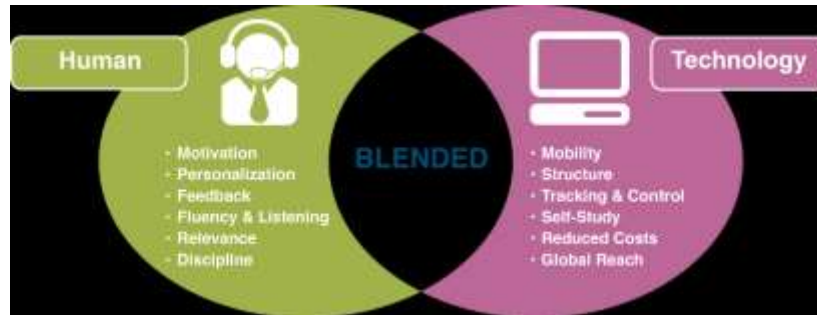 Human
• Motivation
• Personalization
• Feedback
• Fluency & Listening
• Relevance
• Discipline
BLENDED
Technology
• Mobility
• Structure
• Tracking & Control
• Self-Study
• Reduced Costs
• Global Reach